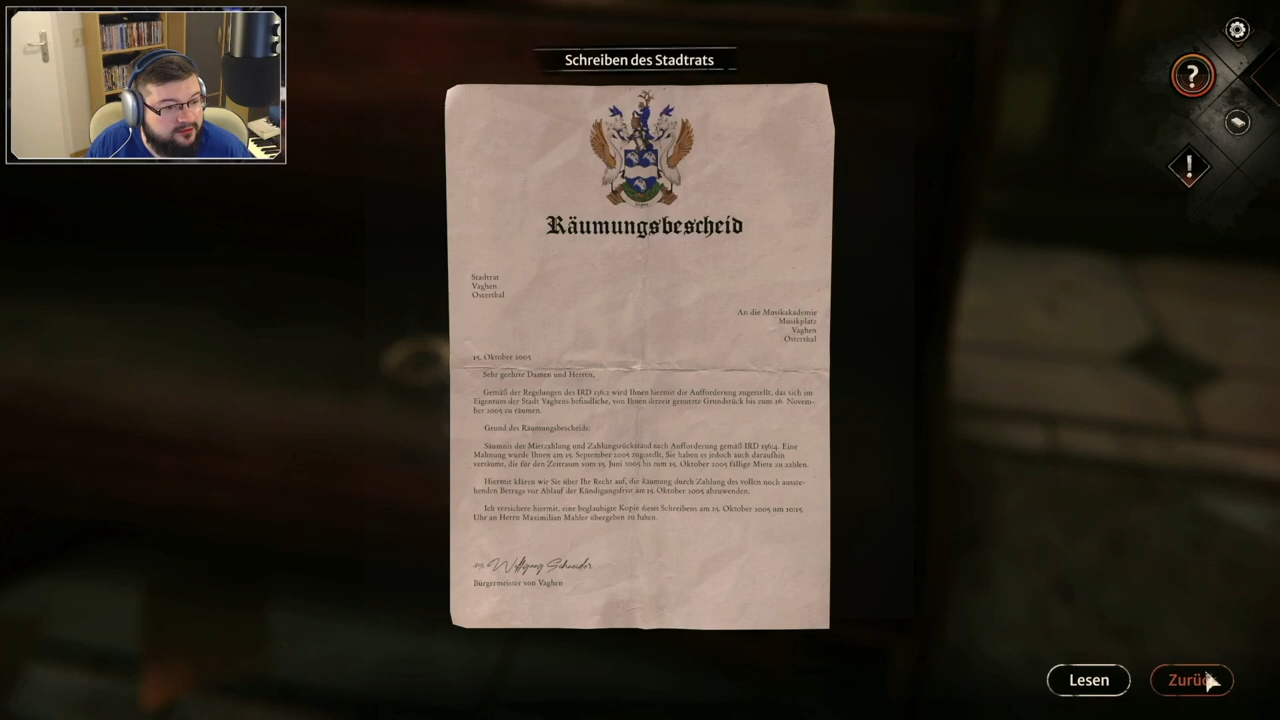 Schreiben des Stadtrats
Räumungsbescheid
Stadtrat
Vaghen
Osterthal
An die Musikakademie
Musikplatz
Vaghen
Osterthal
15. Oktober 2005
Sehr geehrte Damen und Herren,
Gemäß der Regelungen des IRD 156:2 wird Ihnen hiermit die Aufforderung zugestellt, das sich im
Eigentum der Stadt Vaghens befindliche, von Ihnen derzeit genutzte Grundstück bis zum 26. Novem-
ber 2005 zu räumen.
Grund des Räumungsbescheids:
Säumnis der Mietzahlung und Zahlungsrückstand nach Aufforderung gemäß IRD 156:4. Eine
Mahnung wurde Ihnen am 15. September 2005 zugestellt, Sie haben es jedoch auch daraufhin
versäumt, die für den Zeitraum vom 15. Juni 2005 bis zum 15. Oktober 2005 fällige Miete zu zahlen.
Hiermit klären wir Sie über Ihr Recht auf, die Räumung durch Zahlung des vollen noch ausste-
henden Betrags vor Ablauf der Kündigungsfrist am 15. Oktober 2005 abzuwenden.
Ich versichere hiermit, eine beglaubigte Kopie dieses Schreibens am 15. Oktober 2005 um 10:15
Uhr an Herrn Maximilian Mahler übergeben zu haben.
Wolfgang Schneider
Bürgermeister von Vaghen
Lesen
Zurück